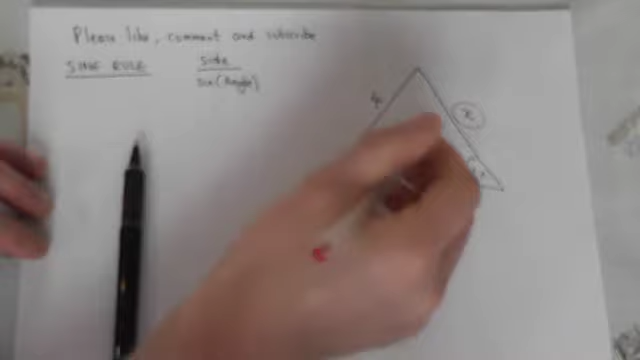 Please like, comment and subscribe
SINE RULE
side
sin(Angle)
4
x